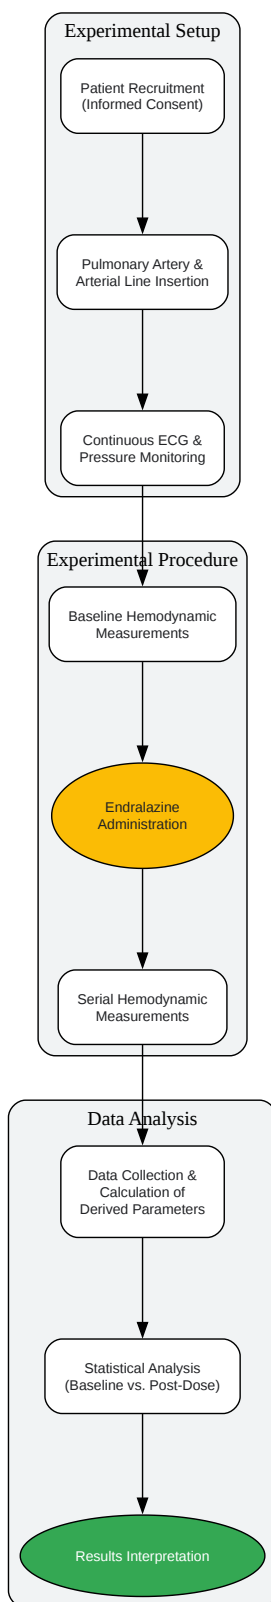 Experimental Setup
Patient Recruitment
(Informed Consent)
Pulmonary Artery &
Arterial Line Insertion
Continuous ECG &
Pressure Monitoring
Experimental Procedure
Baseline Hemodynamic
Measurements
Endralazine
Administration
Serial Hemodynamic
Measurements
Data Analysis
Data Collection &
Calculation of
Derived Parameters
Statistical Analysis
(Baseline vs. Post-Dose)
Results Interpretation